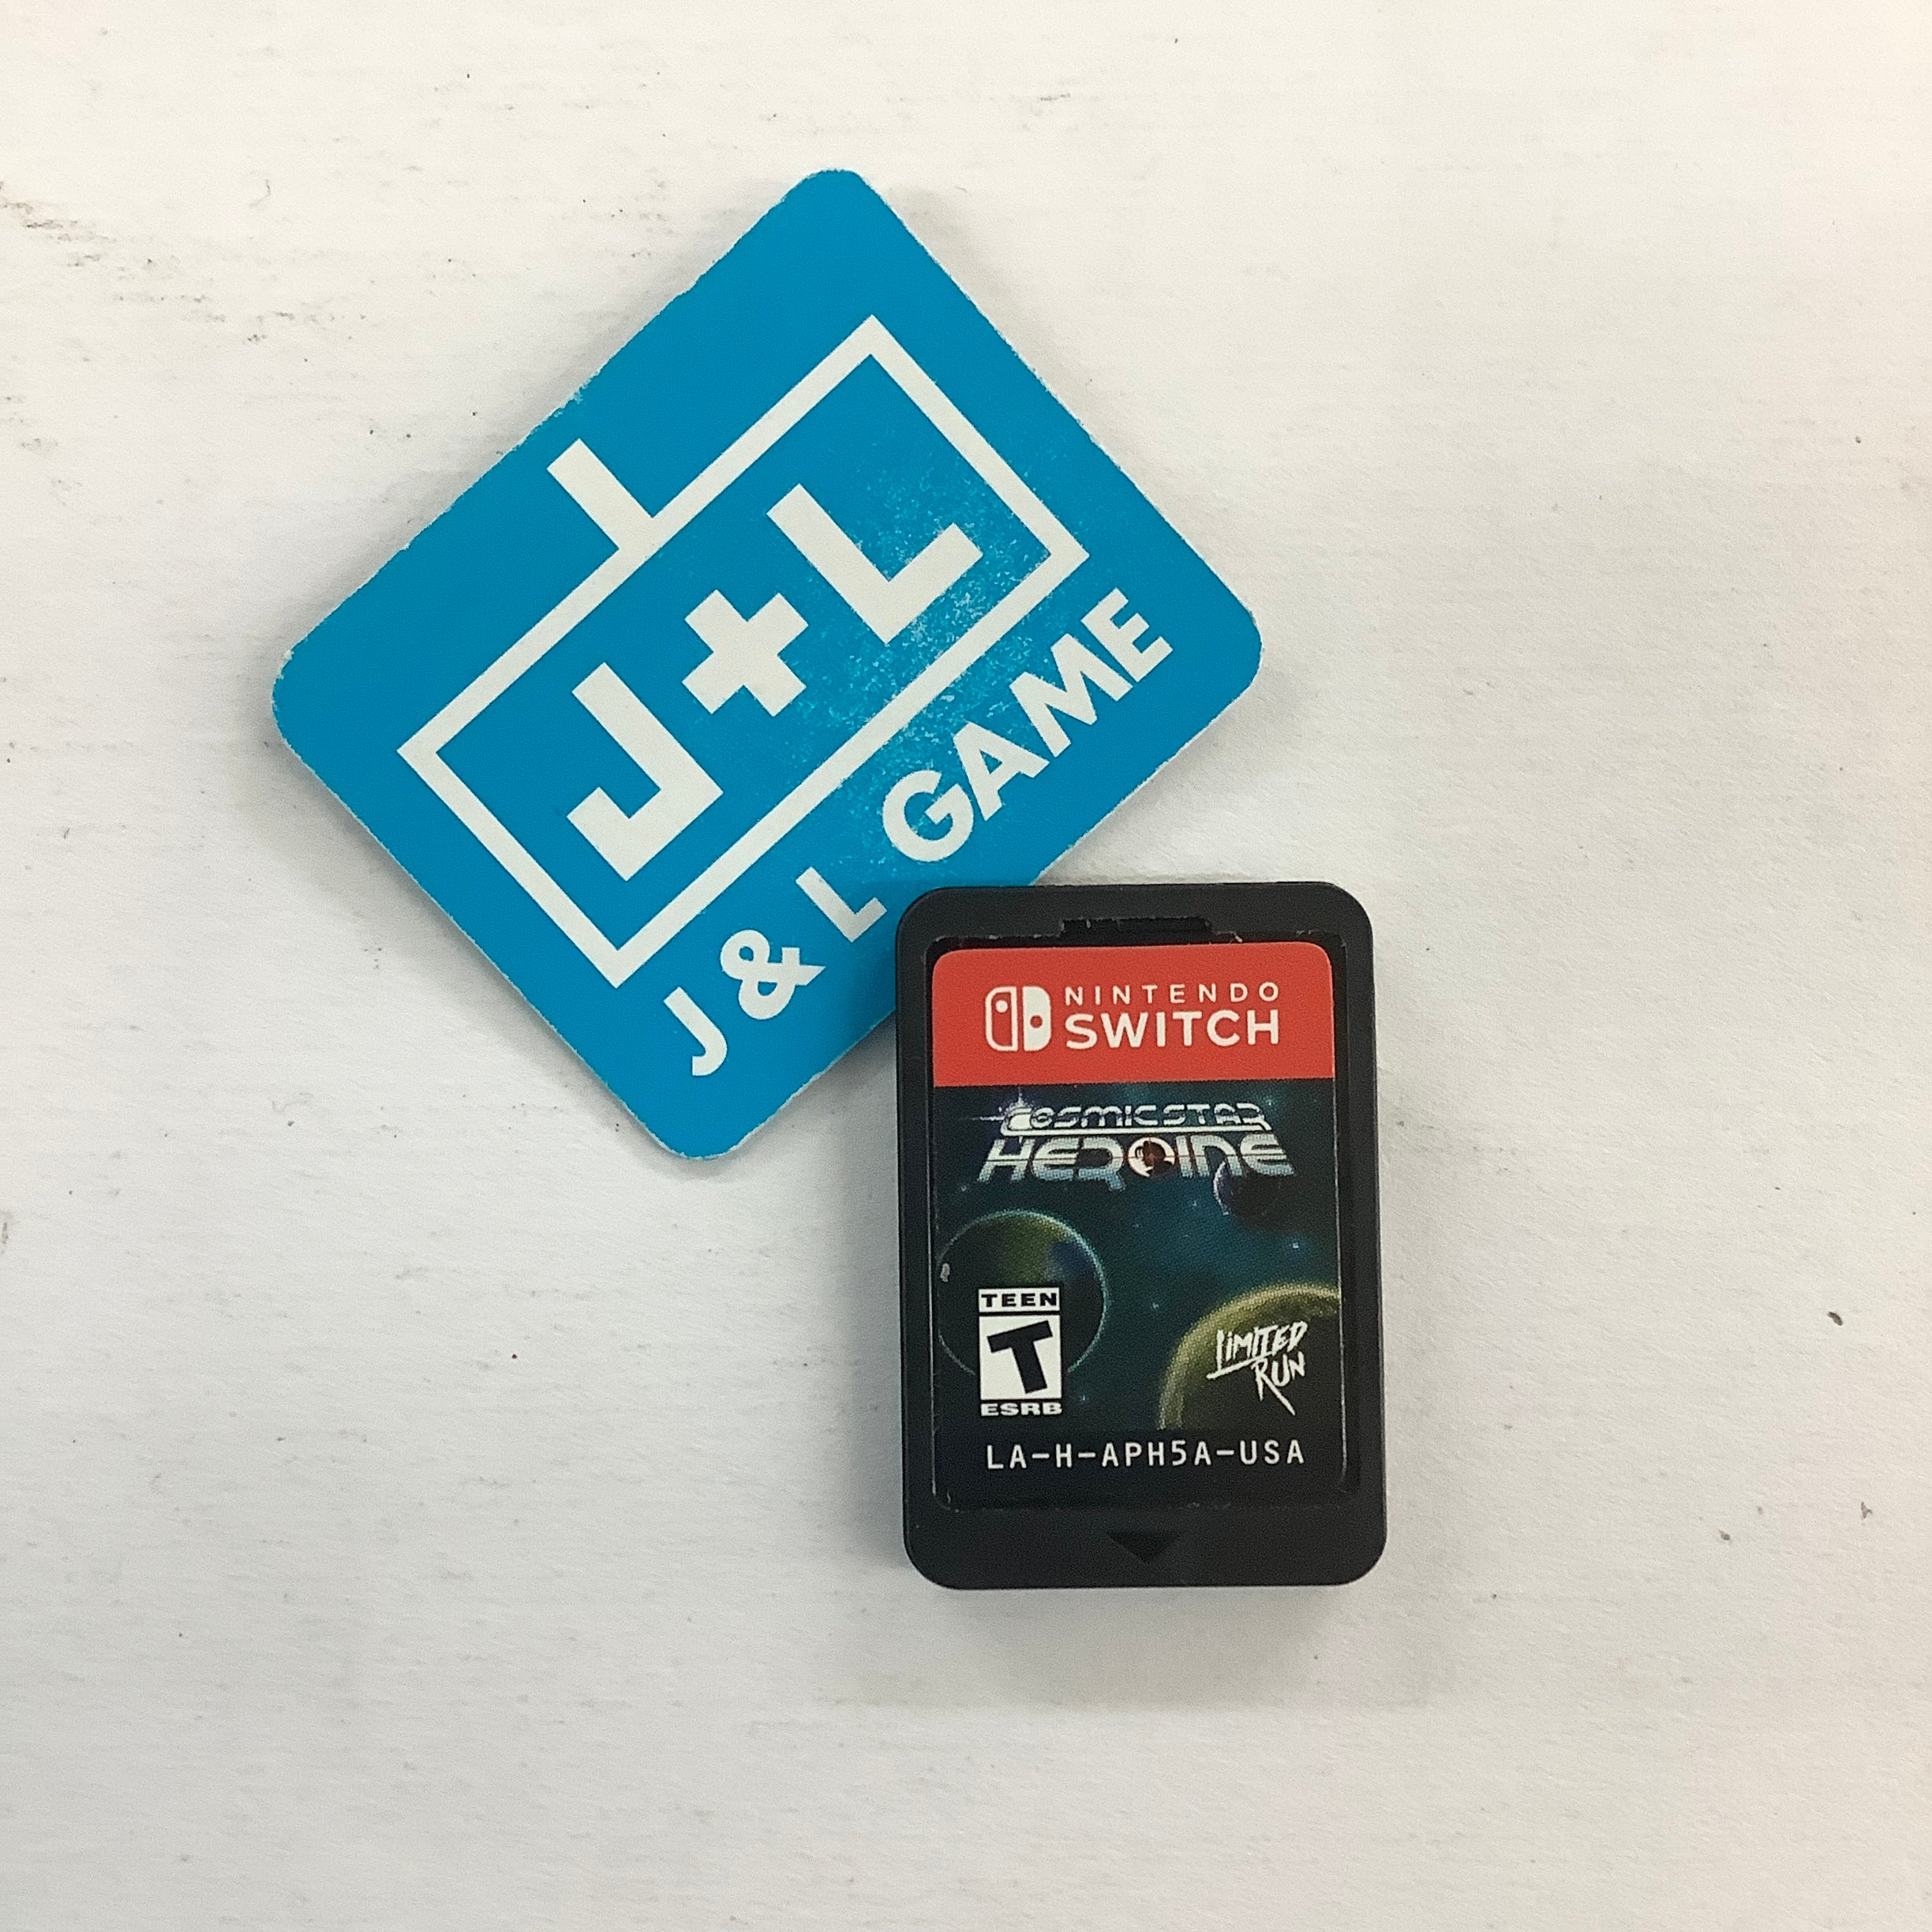 J+L
J & L GAME
NINTENDO
SWITCH
COSMIC STAR
HEROINE
TEEN
T
ESRB
LIMITED
RUN
LA-H-APH5A-USA